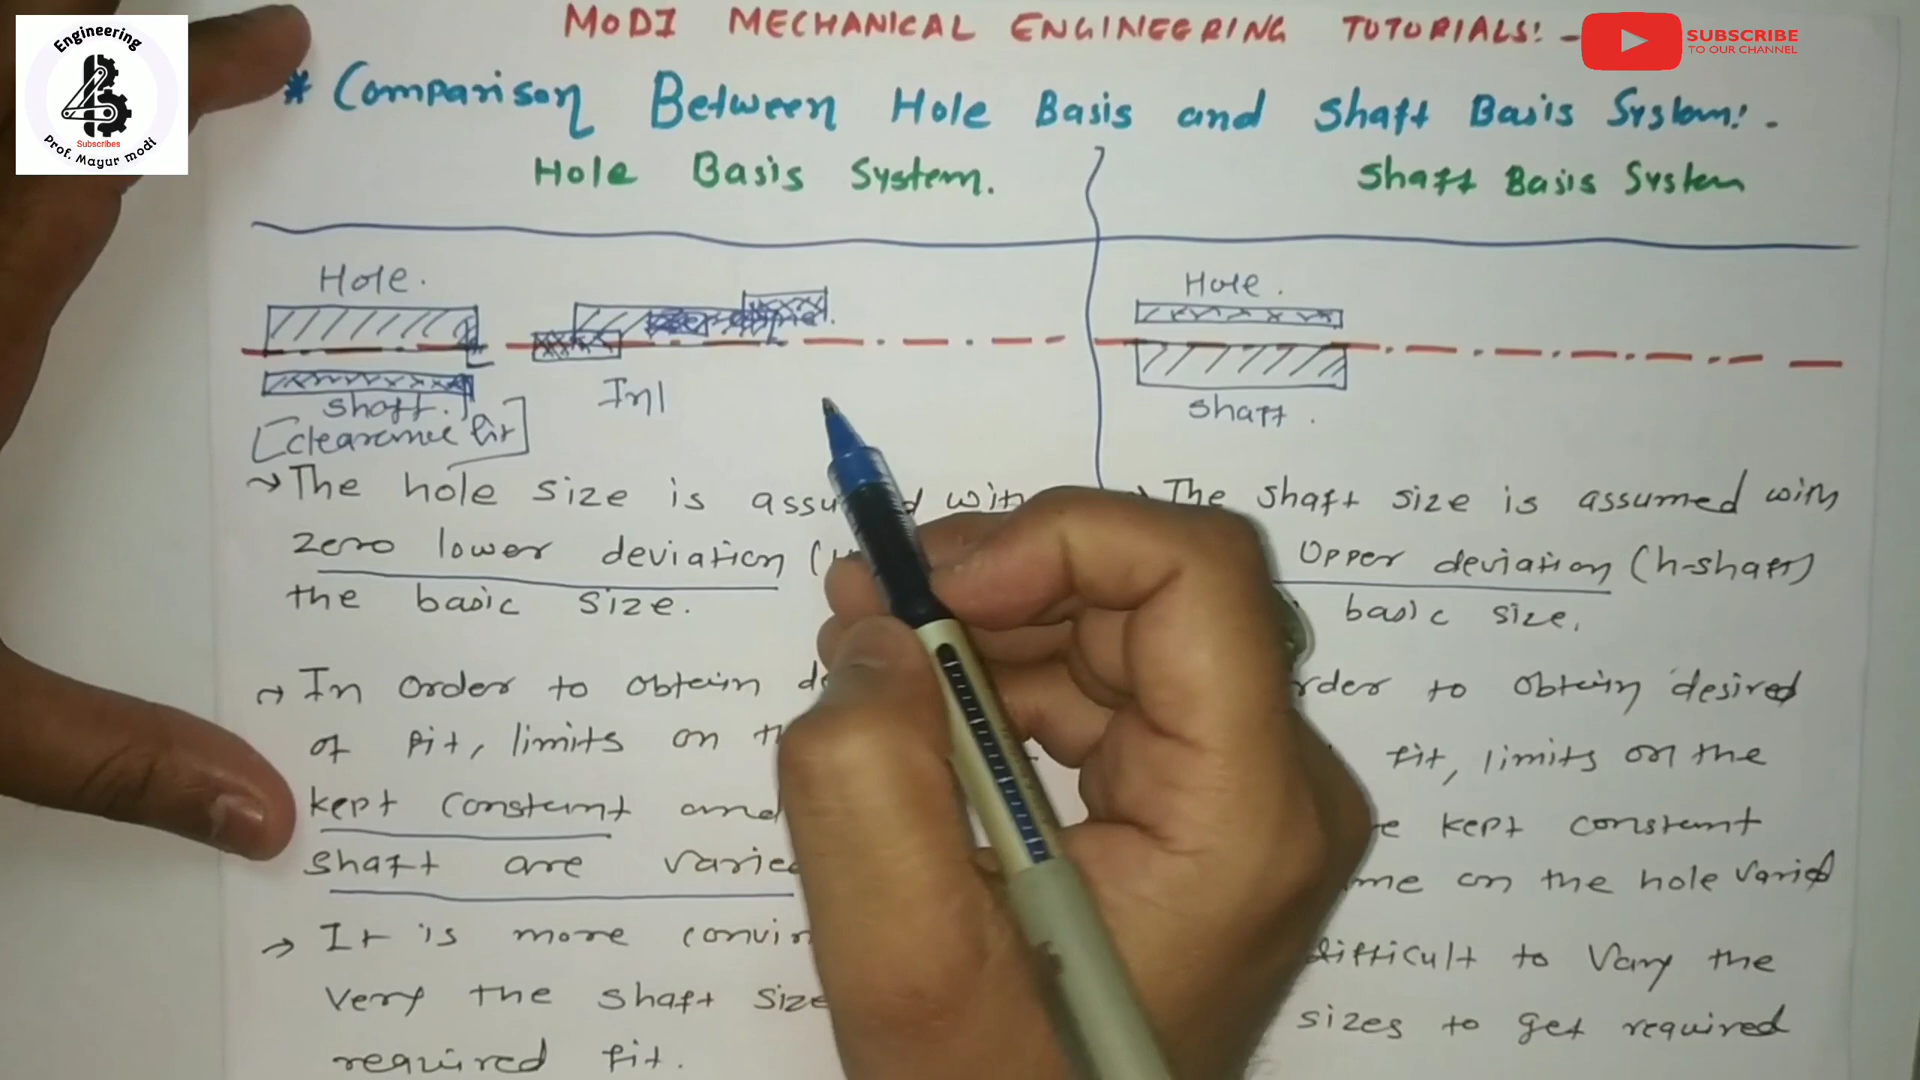 MODI MECHANICAL ENGINEERING TUTORIALS:-
SUBSCRIBE
TO OUR CHANNEL
Engineering
Subscribes
Prof. Mayur modi
* Comparison Between Hole Basis and Shaft Basis System:-
Hole Basis System.
Shaft Basis System
Hole.
Shaft.
[clearance fit]
Int
Hole.
Shaft.
→ The hole size is with
zero lower deviation (
the basic size.
→ In order to obtain
of fit, limits on
kept constant and
shaft are varied
→ It is more
very the shaft size
required fit.
→ The shaft size is assumed with
Upper deviation (h-shaft)
basic size.
to obtain desired
fit, limits on the
kept constant
on the hole varied
difficult to vary the
sizes to get required